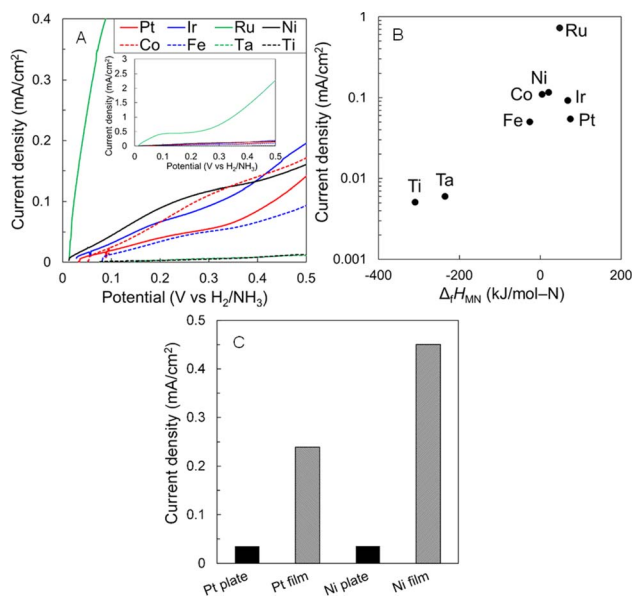 A
Pt Ir Ru Ni
Co Fe Ta Ti
Current density (mA/cm²)
0.4
0.3
0.2
0.1
0
0 0.1 0.2 0.3 0.4 0.5
Potential (V vs H₂/NH₃)
Current density (mA/cm²)
3
2.5
2
1.5
1
0.5
0
0 0.1 0.2 0.3 0.4 0.5
Potential (V vs H₂/NH₃)
B
Current density (mA/cm²)
1
0.1
0.01
0.001
Ru
Ni
Co
Ir
Fe
Pt
Ti
Ta
-400 -200 0 200
ΔfHMN (kJ/mol–N)
C
Current density (mA/cm²)
0.5
0.4
0.3
0.2
0.1
0
Pt plate Pt film Ni plate Ni film